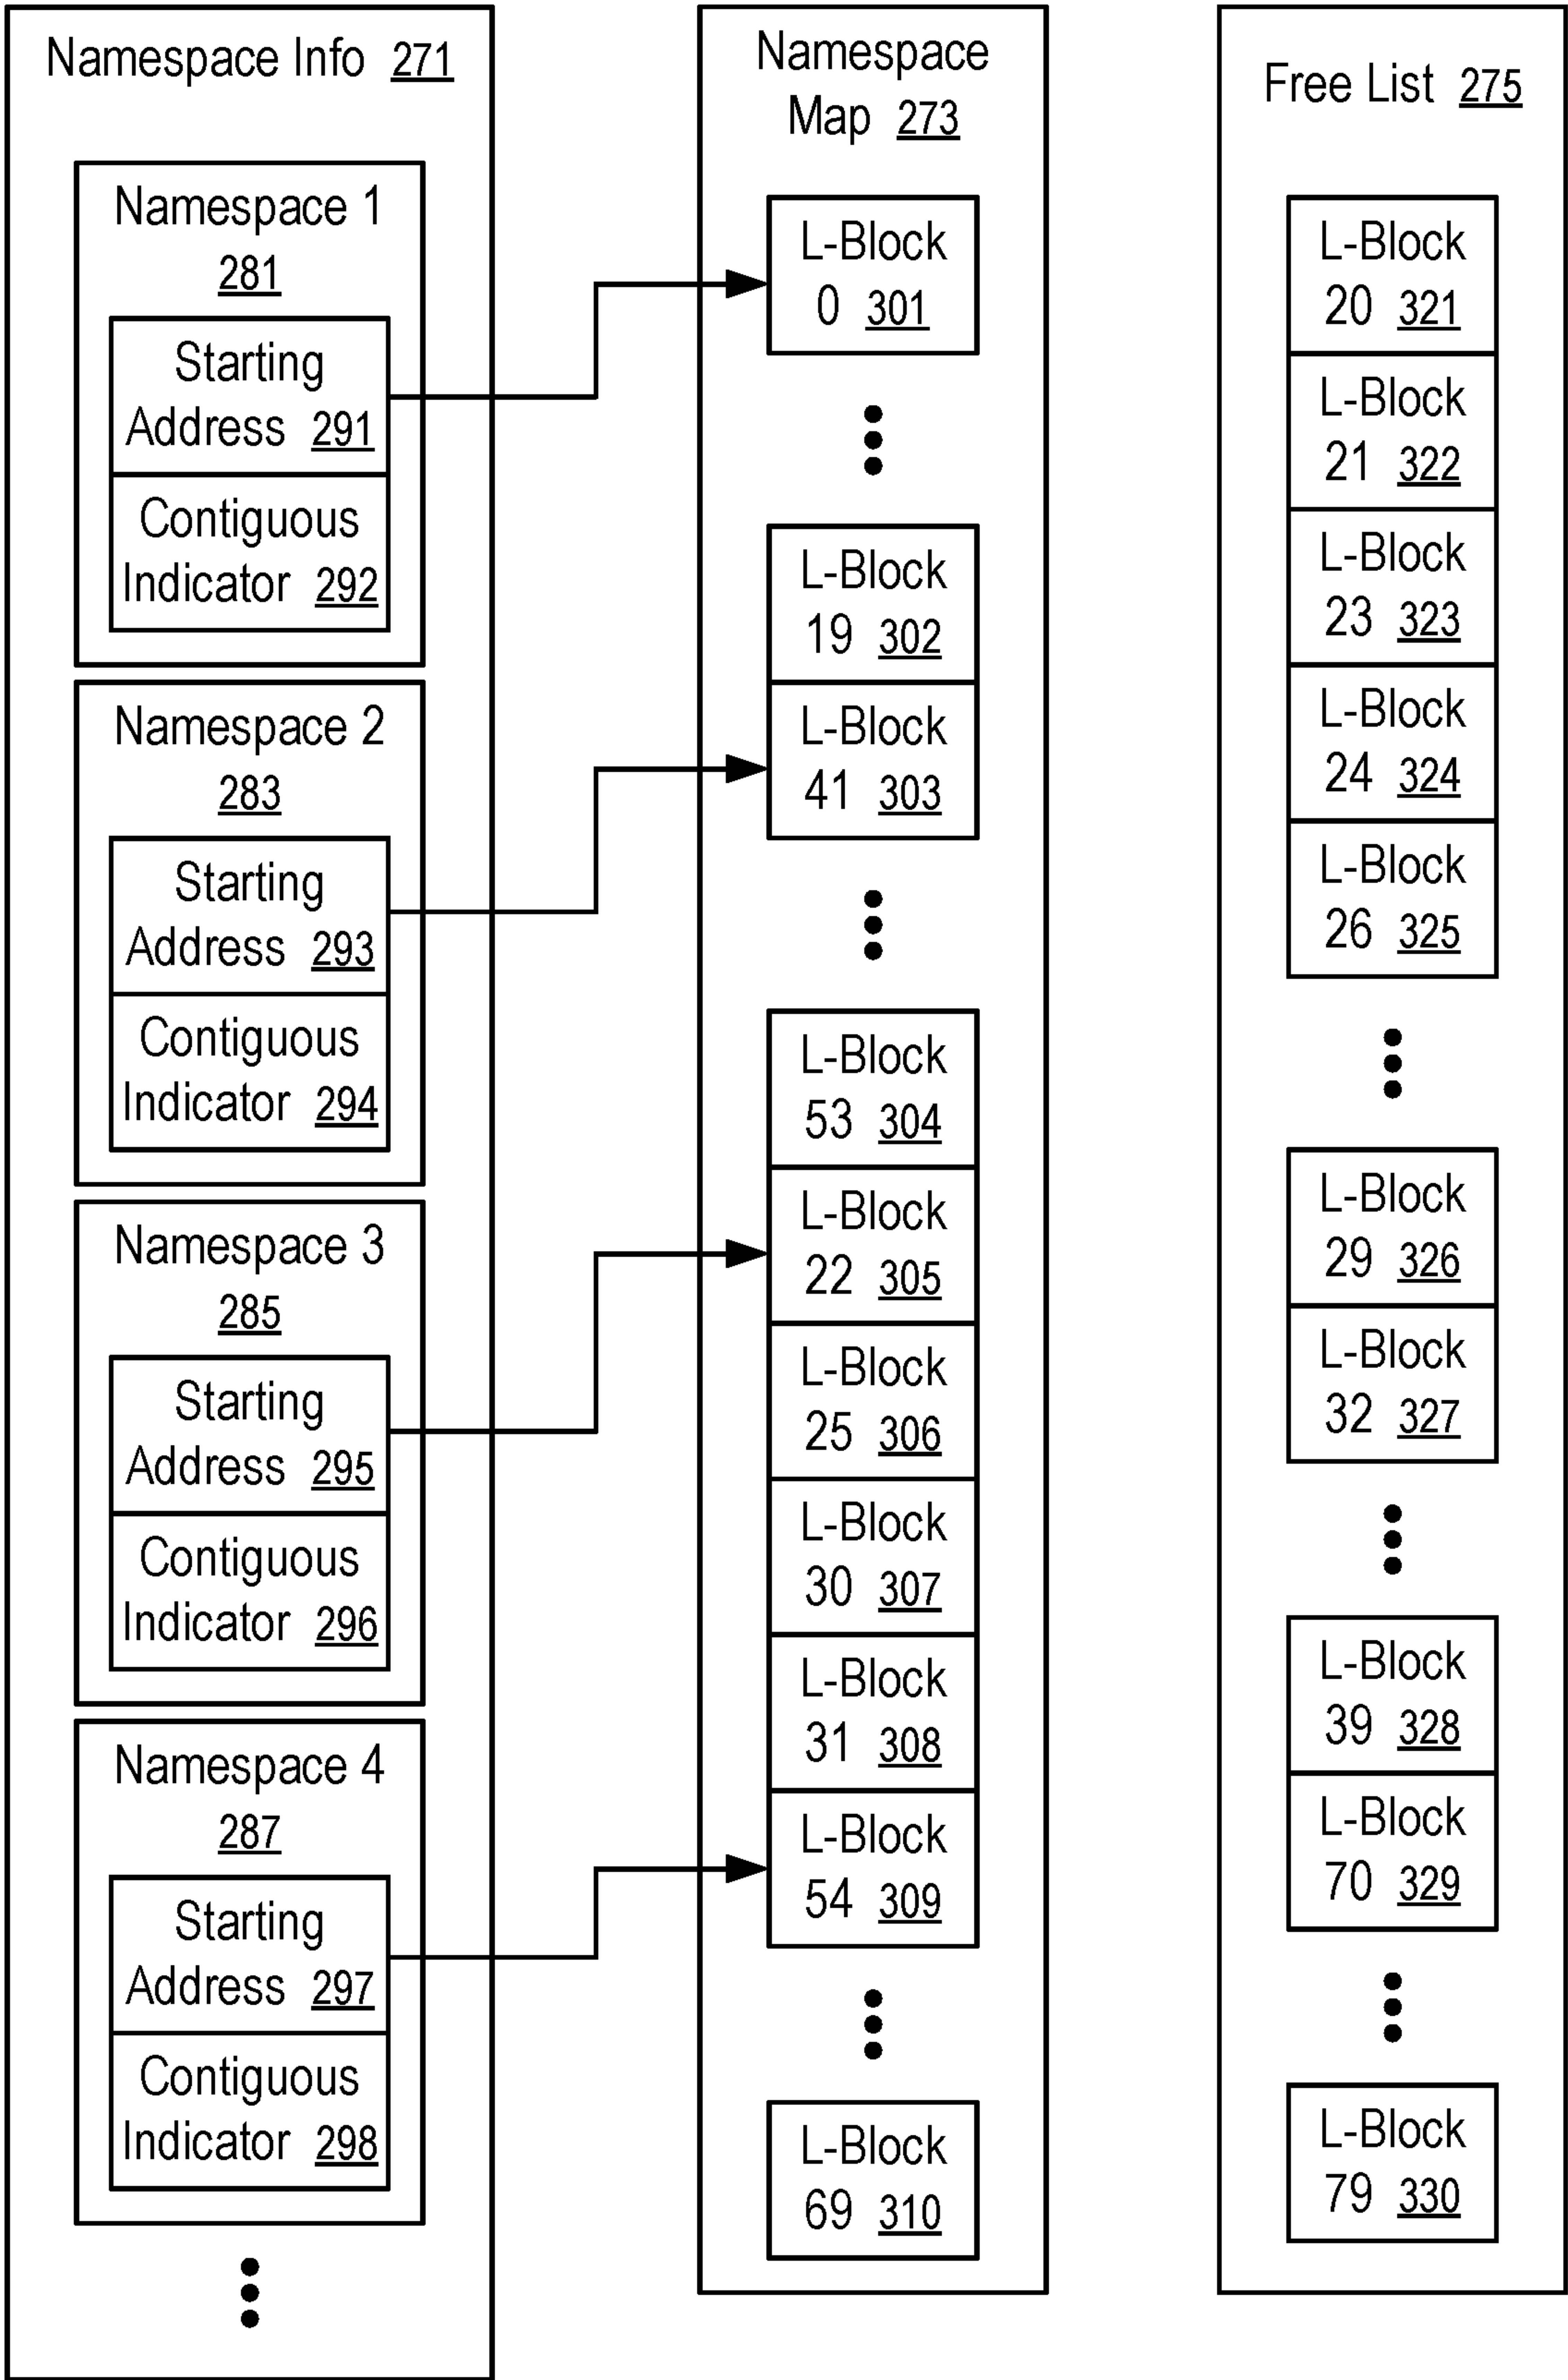 Namespace Info 271
Namespace 1
281
Starting
Address 291
Contiguous
Indicator 292
Namespace 2
283
Starting
Address 293
Contiguous
Indicator 294
Namespace 3
285
Starting
Address 295
Contiguous
Indicator 296
Namespace 4
287
Starting
Address 297
Contiguous
Indicator 298
Namespace
Map 273
L-Block
0 301
L-Block
19 302
L-Block
41 303
L-Block
53 304
L-Block
22 305
L-Block
25 306
L-Block
30 307
L-Block
31 308
L-Block
54 309
L-Block
69 310
Free List 275
L-Block
20 321
L-Block
21 322
L-Block
23 323
L-Block
24 324
L-Block
26 325
L-Block
29 326
L-Block
32 327
L-Block
39 328
L-Block
70 329
L-Block
79 330